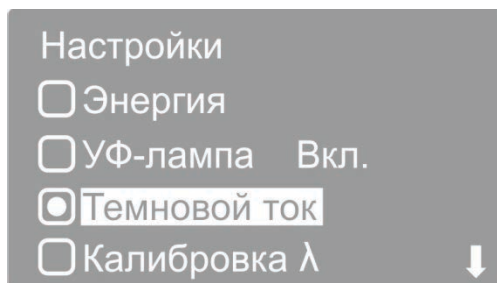 Настройки
Энергия
УФ-лампа Вкл.
Темновой ток
Калибровка λ